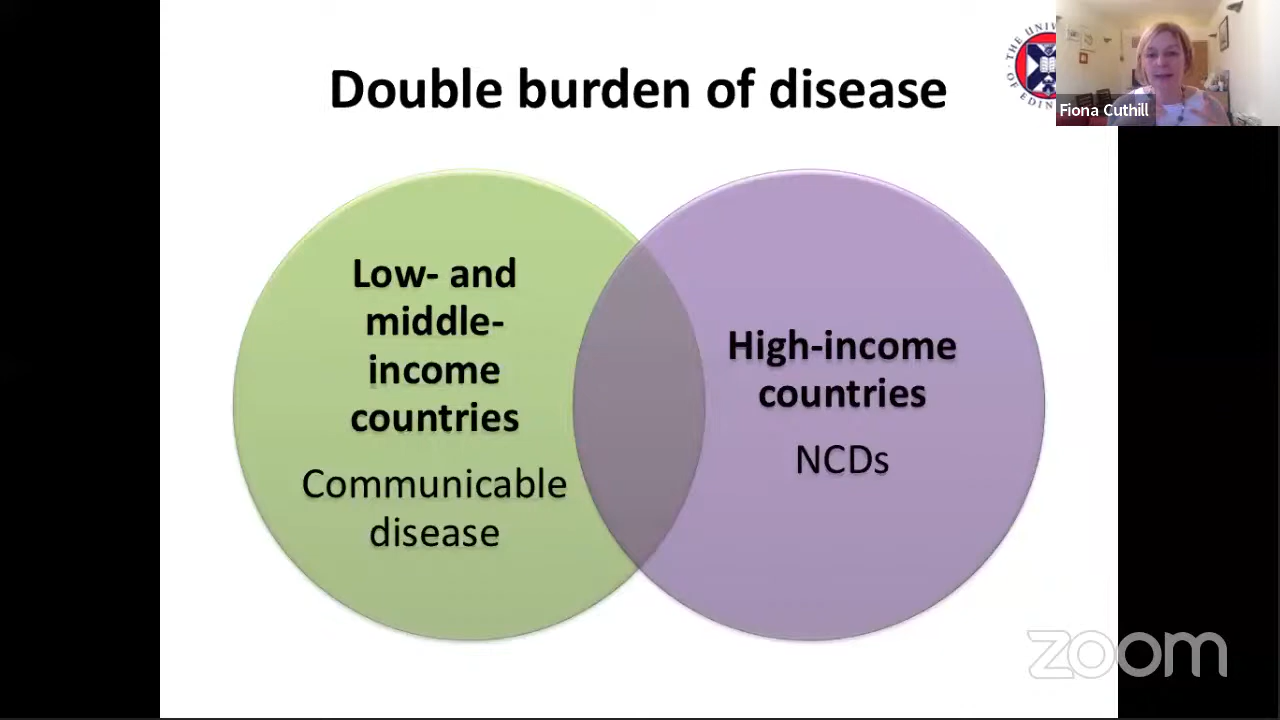 Double burden of disease
Fiona Cuthill
Low- and
middle-
income
countries
Communicable
disease
High-income
countries
NCDs
zoom